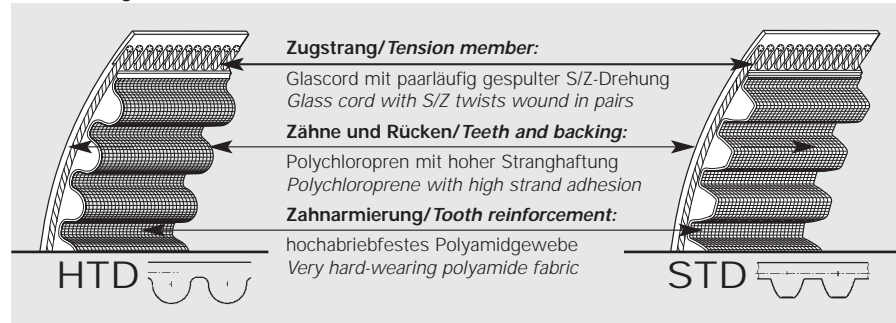 Zugstrang/Tension member:
Glascord mit paarläufig gespulter S/Z-Drehung
Glass cord with S/Z twists wound in pairs
Zähne und Rücken/Teeth and backing:
Polychloropren mit hoher Stranghaftung
Polychloroprene with high strand adhesion
Zahnarmierung/Tooth reinforcement:
hochabriebfestes Polyamidgewebe
Very hard-wearing polyamide fabric
HTD
STD